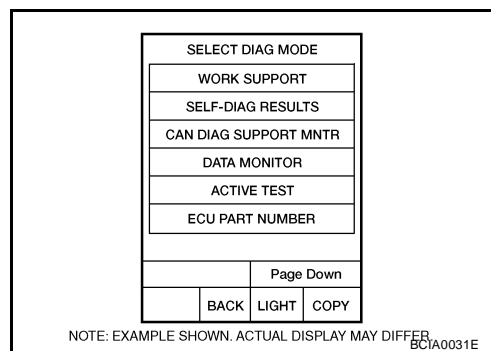 SELECT DIAG MODE
WORK SUPPORT
SELF-DIAG RESULTS
CAN DIAG SUPPORT MNTR
DATA MONITOR
ACTIVE TEST
ECU PART NUMBER
Page Down
BACK LIGHT COPY
NOTE: EXAMPLE SHOWN. ACTUAL DISPLAY MAY DIFFER.
BCIA0031E